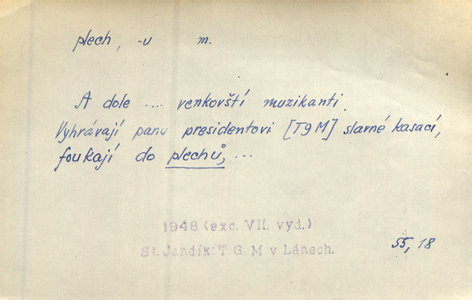 plech, -u m.
A dole ... venkovští muzikanti
vyhrávají panu presidentovi [TgM] slavné kasací,
foukají do plechů, ...
1948 (exc. VII. vyd.)
St. Jandík: T G M v Lánech.
55, 18